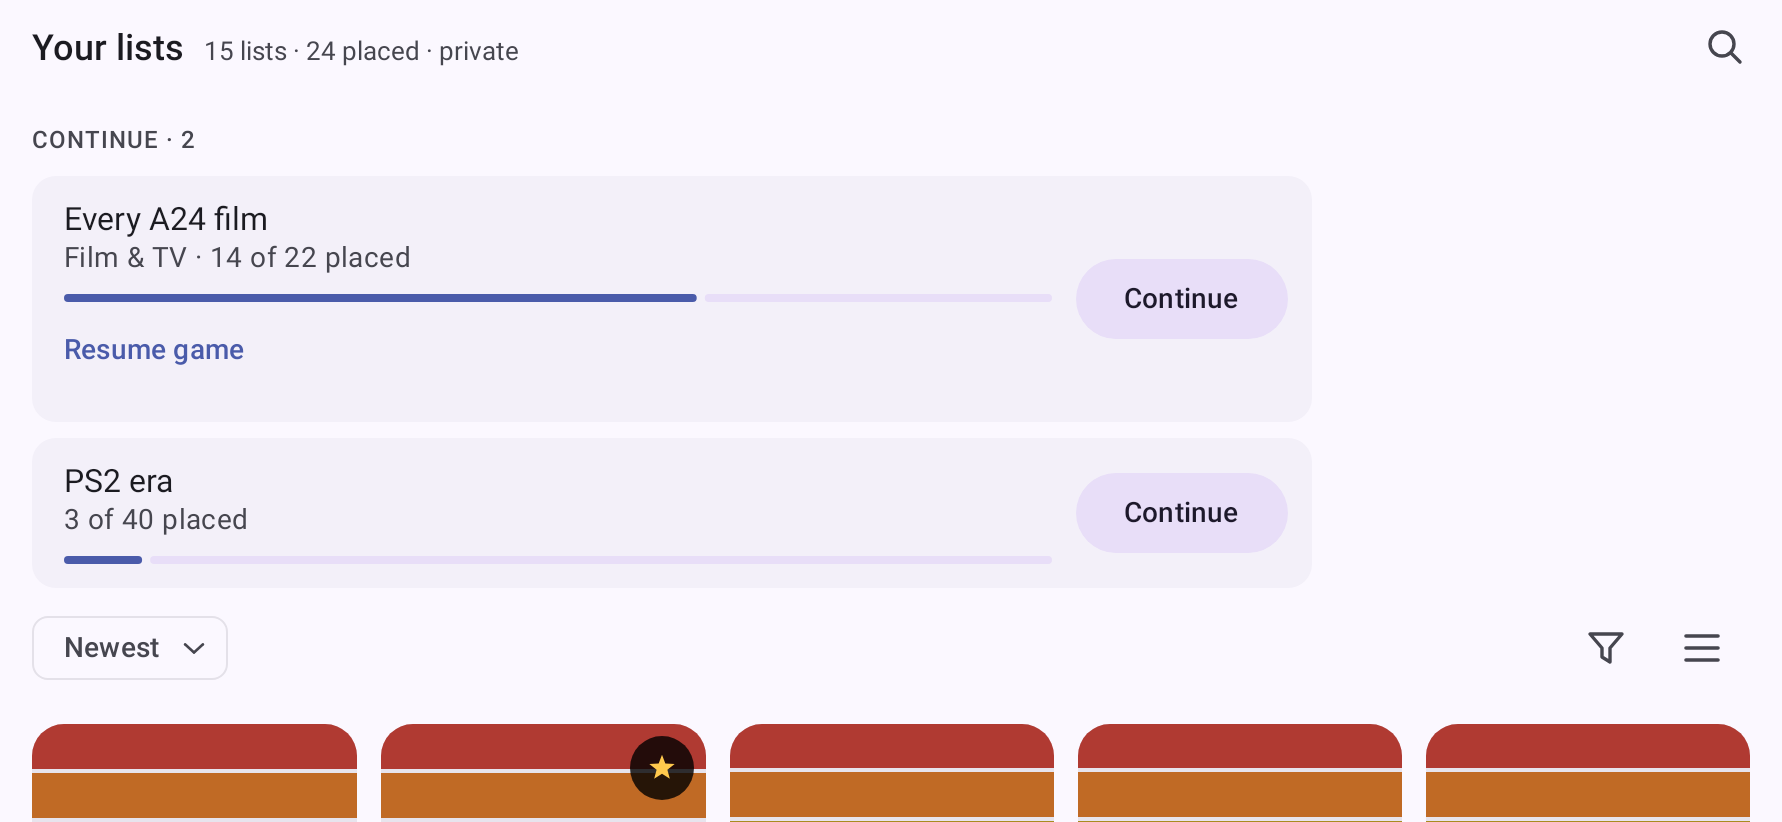 Your lists
15 lists · 24 placed · private
CONTINUE · 2
Every A24 film
Film & TV · 14 of 22 placed
Continue
Resume game
PS2 era
3 of 40 placed
Continue
Newest